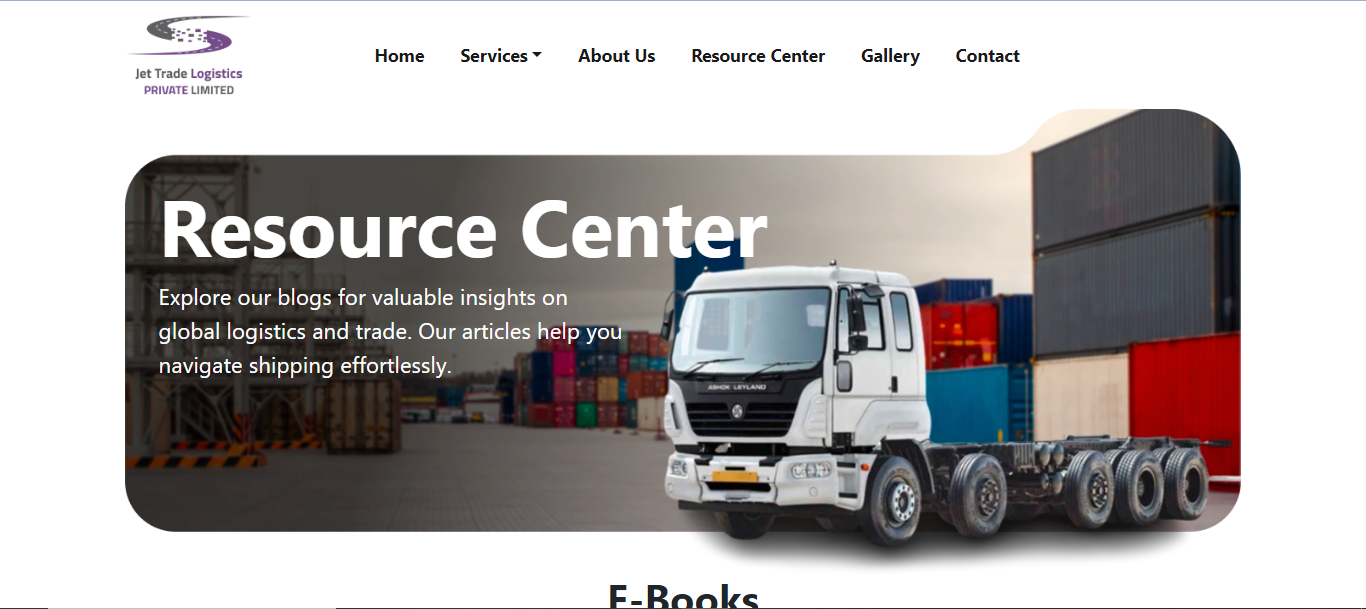 Jet Trade Logistics
PRIVATE LIMITED
Home Services About Us Resource Center Gallery Contact
Resource Center
Explore our blogs for valuable insights on
global logistics and trade. Our articles help you
navigate shipping effortlessly.
ASHOK LEYLAND
E-Books